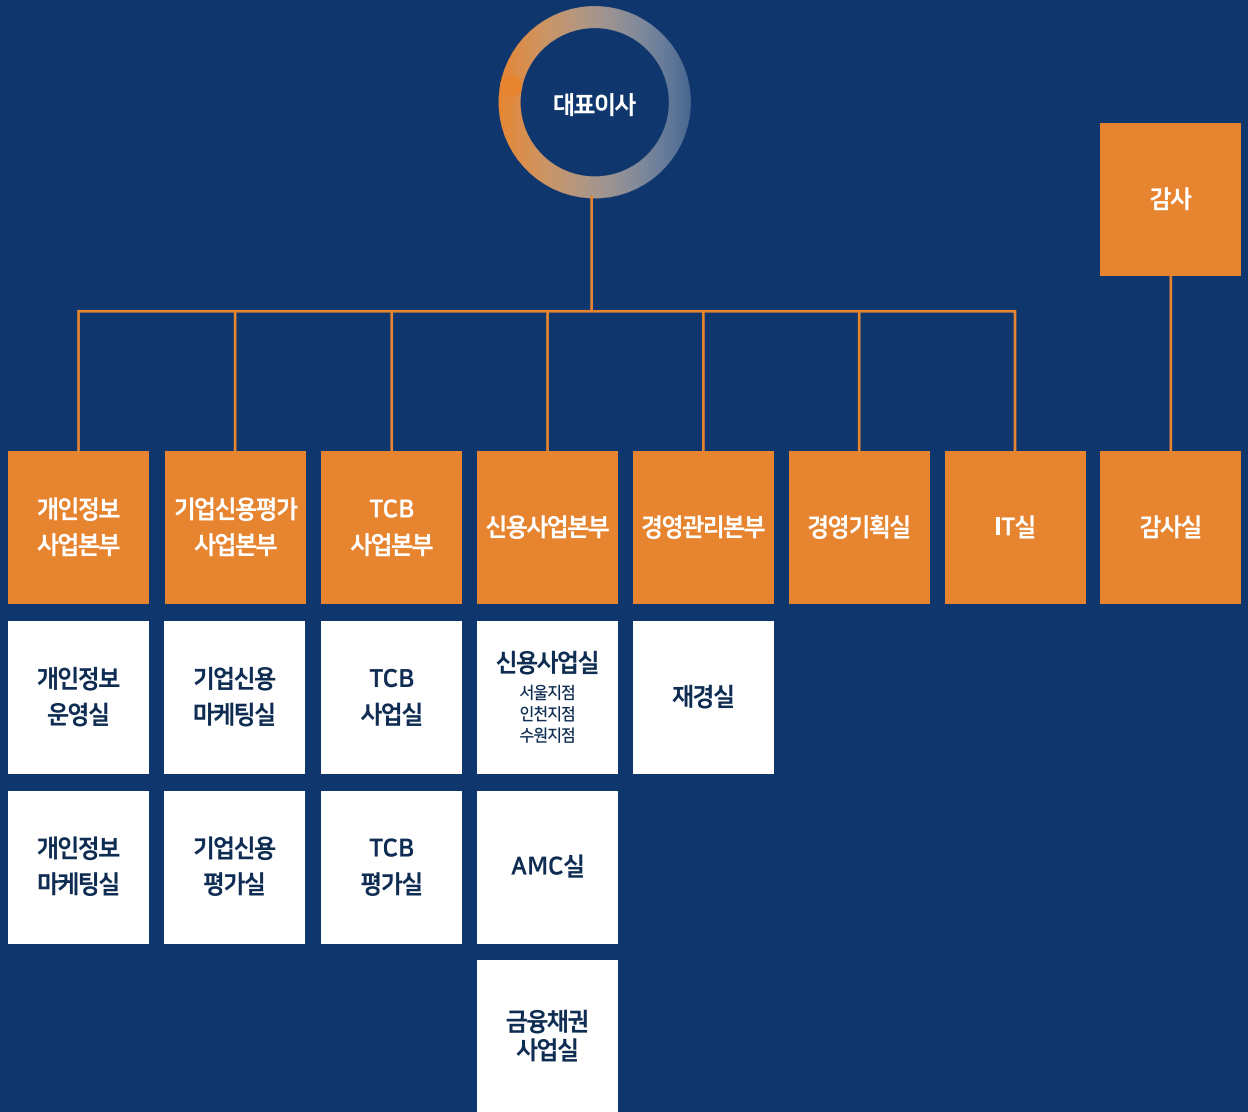 대표이사
감사
개인정보
사업본부
기업신용평가
사업본부
TCB
사업본부
신용사업본부
경영관리본부
경영기획실
IT실
감사실
개인정보
운영실
기업신용
마케팅실
TCB
사업실
신용사업실
서울지점
인천지점
수원지점
재경실
개인정보
마케팅실
기업신용
평가실
TCB
평가실
AMC실
금융채권
사업실